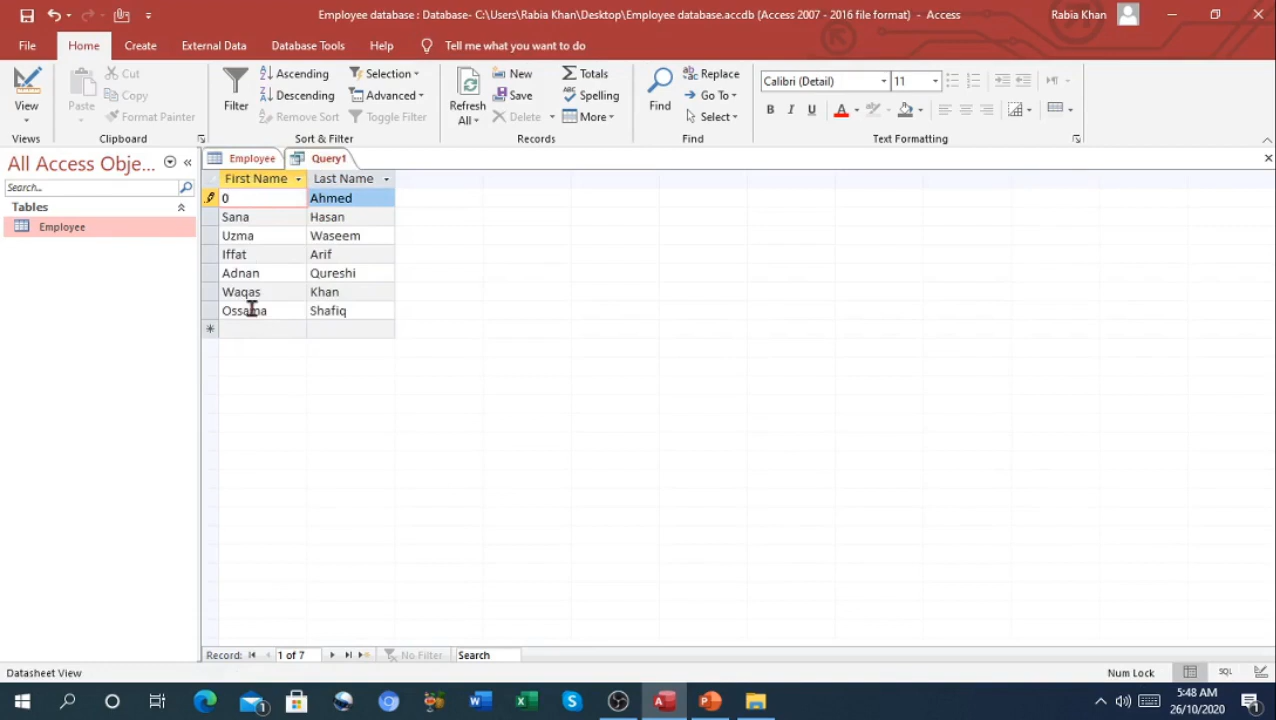 Employee database : Database- C:\Users\Rabia Khan\Desktop\Employee database.accdb (Access 2007 - 2016 file format) - Access
Rabia Khan
File Home Create External Data Database Tools Help Tell me what you want to do
View
Views
Paste
Cut
Copy
Format Painter
Clipboard
Filter
Ascending
Descending
Remove Sort
Selection
Advanced
Toggle Filter
Sort & Filter
Refresh
All
New
Save
Delete
Totals
Spelling
More
Records
Find
Replace
Go To
Select
Find
Calibri (Detail) 11
B I U A
Text Formatting
All Access Obje...
Search...
Tables
Employee
Employee Query1
First Name Last Name
0 Ahmed
Sana Hasan
Uzma Waseem
Iffat Arif
Adnan Qureshi
Waqas Khan
Ossama Shafiq
Record: 1 of 7 No Filter Search
Datasheet View
Num Lock
SQL
5:48 AM
26/10/2020